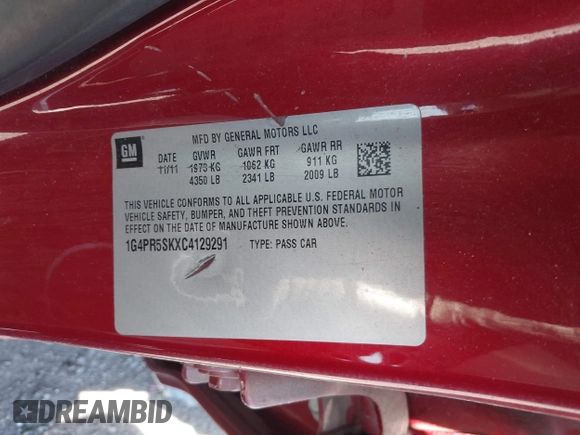 MFD BY GENERAL MOTORS LLC
GM
DATE GVWR GAWR FRT GAWR RR
11/11 1973 KG 1062 KG 911 KG
4350 LB 2341 LB 2009 LB
THIS VEHICLE CONFORMS TO ALL APPLICABLE U.S. FEDERAL MOTOR
VEHICLE SAFETY, BUMPER, AND THEFT PREVENTION STANDARDS IN
EFFECT ON THE DATE OF MANUFACTURE SHOWN ABOVE.
1G4PR5SKXC4129291 TYPE: PASS CAR
DREAMBID